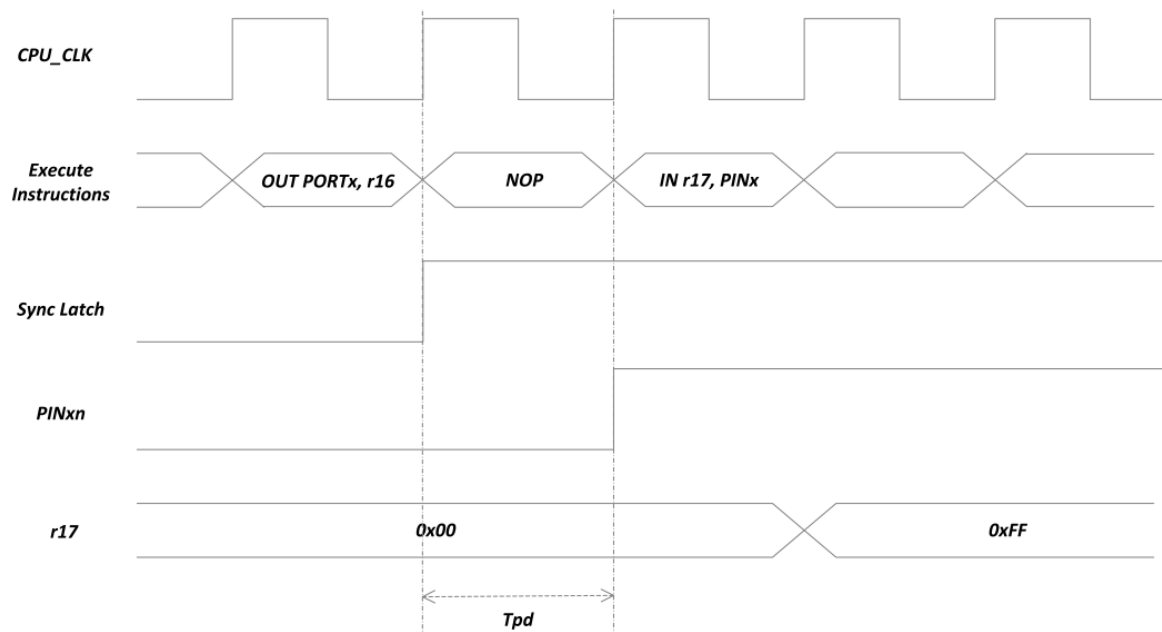 CPU_CLK
Execute
Instructions
OUT PORTx, r16
NOP
IN r17, PINx
Sync Latch
PINxn
r17
0x00
0xFF
Tpd